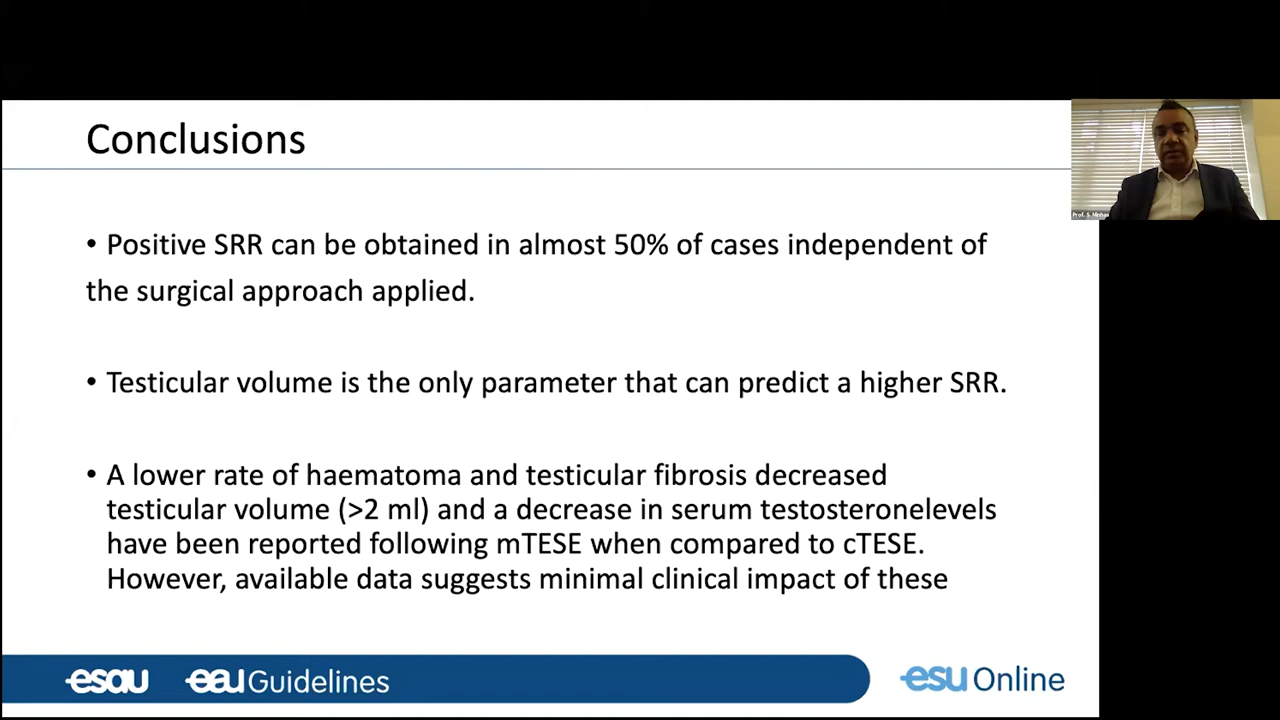 Conclusions
Prof. S. Minhas
• Positive SRR can be obtained in almost 50% of cases independent of
the surgical approach applied.
• Testicular volume is the only parameter that can predict a higher SRR.
• A lower rate of haematoma and testicular fibrosis decreased
testicular volume (>2 ml) and a decrease in serum testosteronelevels
have been reported following mTESE when compared to cTESE.
However, available data suggests minimal clinical impact of these
esau eau Guidelines
esu Online